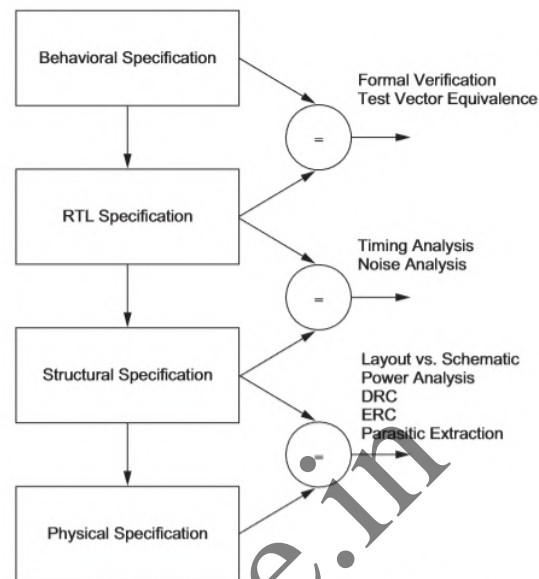 Behavioral Specification
Formal Verification
Test Vector Equivalence
=
RTL Specification
Timing Analysis
Noise Analysis
=
Structural Specification
Layout vs. Schematic
Power Analysis
DRC
ERC
Parasitic Extraction
=
Physical Specification
e.in